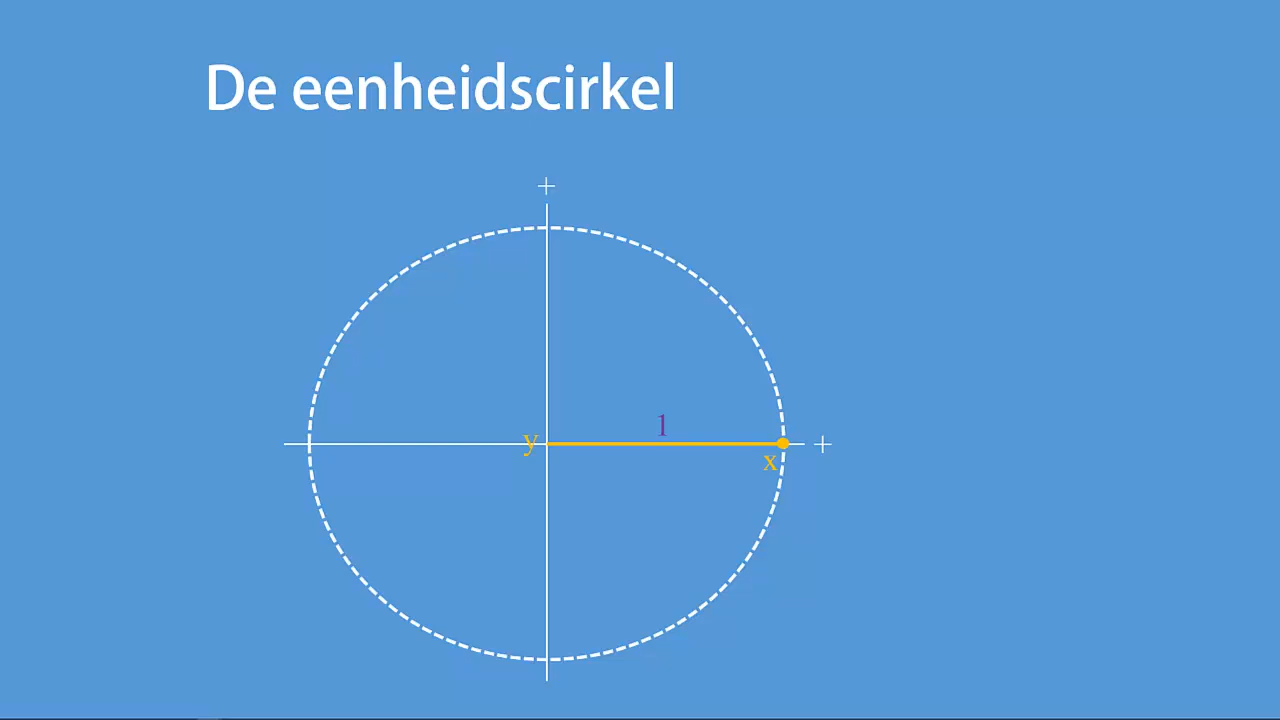 De eenheidscirkel
+
1
y
+
x